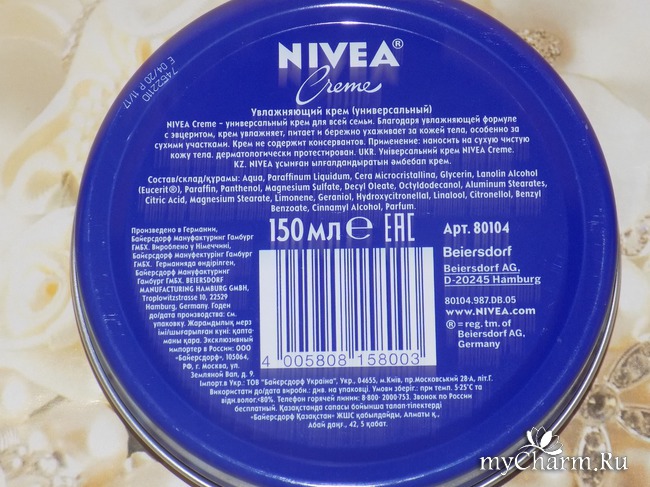 74522110
E 04/20 P 11/17
NIVEA®
Creme
Увлажняющий крем (универсальный)
NIVEA Creme – универсальный крем для всей семьи. Благодаря увлажняющей формуле
с эвцеритом, крем увлажняет, питает и бережно ухаживает за кожей тела, особенно за
сухими участками. Крем не содержит консервантов. Применение: наносить на сухую чистую
кожу тела. дерматологически протестирован. UKR. Універсальний крем NIVEA Creme.
KZ. NIVEA ұсынған ылғалдандыратын әмбебап крем.
Состав/склад/құрамы: Aqua, Paraffinum Liquidum, Cera Microcristallina, Glycerin, Lanolin Alcohol
(Eucerit®), Paraffin, Panthenol, Magnesium Sulfate, Decyl Oleate, Octyldodecanol, Aluminum Stearates,
Citric Acid, Magnesium Stearate, Limonene, Geraniol, Hydroxycitronellal, Linalool, Citronellol, Benzyl
Benzoate, Cinnamyl Alcohol, Parfum.
Произведено в Германии,
Байерсдорф Мануфактуринг Гамбург
ГМБХ. Вироблено у Німеччині,
Байєрсдорф Мануфактурінг Гамбург
ГМБХ. Германияда өндірілген,
Байерсдорф Мануфактуринг
Гамбург ГМБХ. BEIERSDORF
MANUFACTURING HAMBURG GMBH,
Troplowitzstrasse 10, 22529
Hamburg, Germany. Годен
до/дата производства: см.
упаковку. Жарамдылық мерз
імі/шығарылған күні: қапта-
маны қара. Эксклюзивный
импортер в России: ООО
«Байерсдорф», 105064,
РФ, г. Москва, ул.
Земляной Вал, д. 9.
150 МЛ ℮ EAC
4 005808 158003
Арт. 80104
Beiersdorf
Beiersdorf AG,
D-20245 Hamburg
80104.987.DB.05
www.NIVEA.com
® = reg. tm. of
Beiersdorf AG,
Germany
Імпорт.в Укр.: ТОВ "Байєрсдорф Україна", Укр., 04655, м.Київ, пр.Московський 28-А, літ.Г.
Використати до/дата вироби.: див. на упаковці. Умови зберіг.: при темп. 5-25°С та
від.волог.<80%. Телефон горячей линии: 8-800-2000-753. Звонок по России
бесплатный. Қазақстанда сапасы бойынша талап-тілектерді
«Байерсдорф Қазақстан» ЖШС қабылдайды, Алматы қ.,
Абай даңғ., 42, 5 қабат.
myCharm.Ru